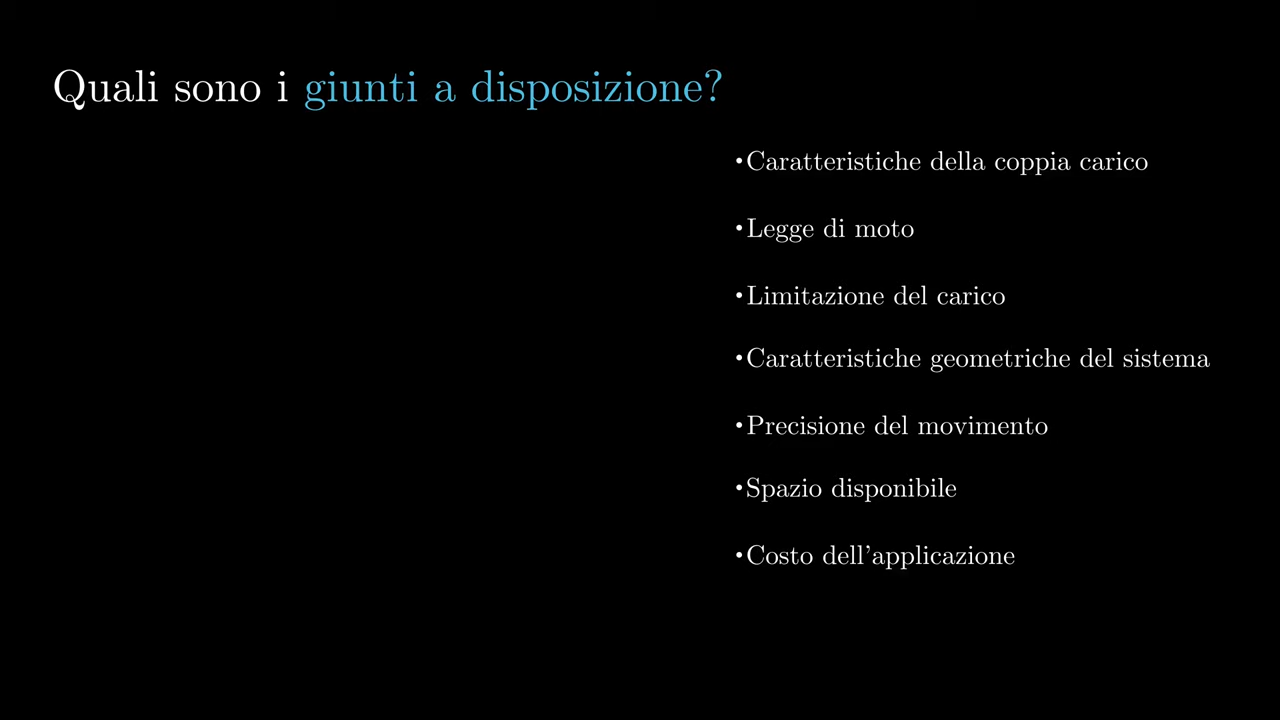 Quali sono i giunti a disposizione?
•Caratteristiche della coppia carico
•Legge di moto
•Limitazione del carico
•Caratteristiche geometriche del sistema
•Precisione del movimento
•Spazio disponibile
•Costo dell'applicazione